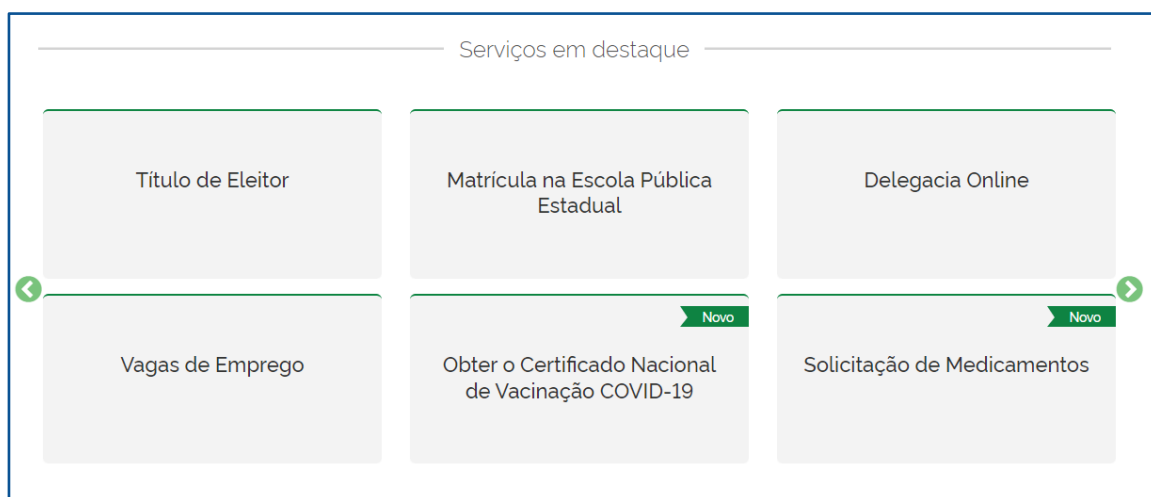 Serviços em destaque
Título de Eleitor
Matrícula na Escola Pública
Estadual
Delegacia Online
Vagas de Emprego
Novo
Obter o Certificado Nacional
de Vacinação COVID-19
Novo
Solicitação de Medicamentos